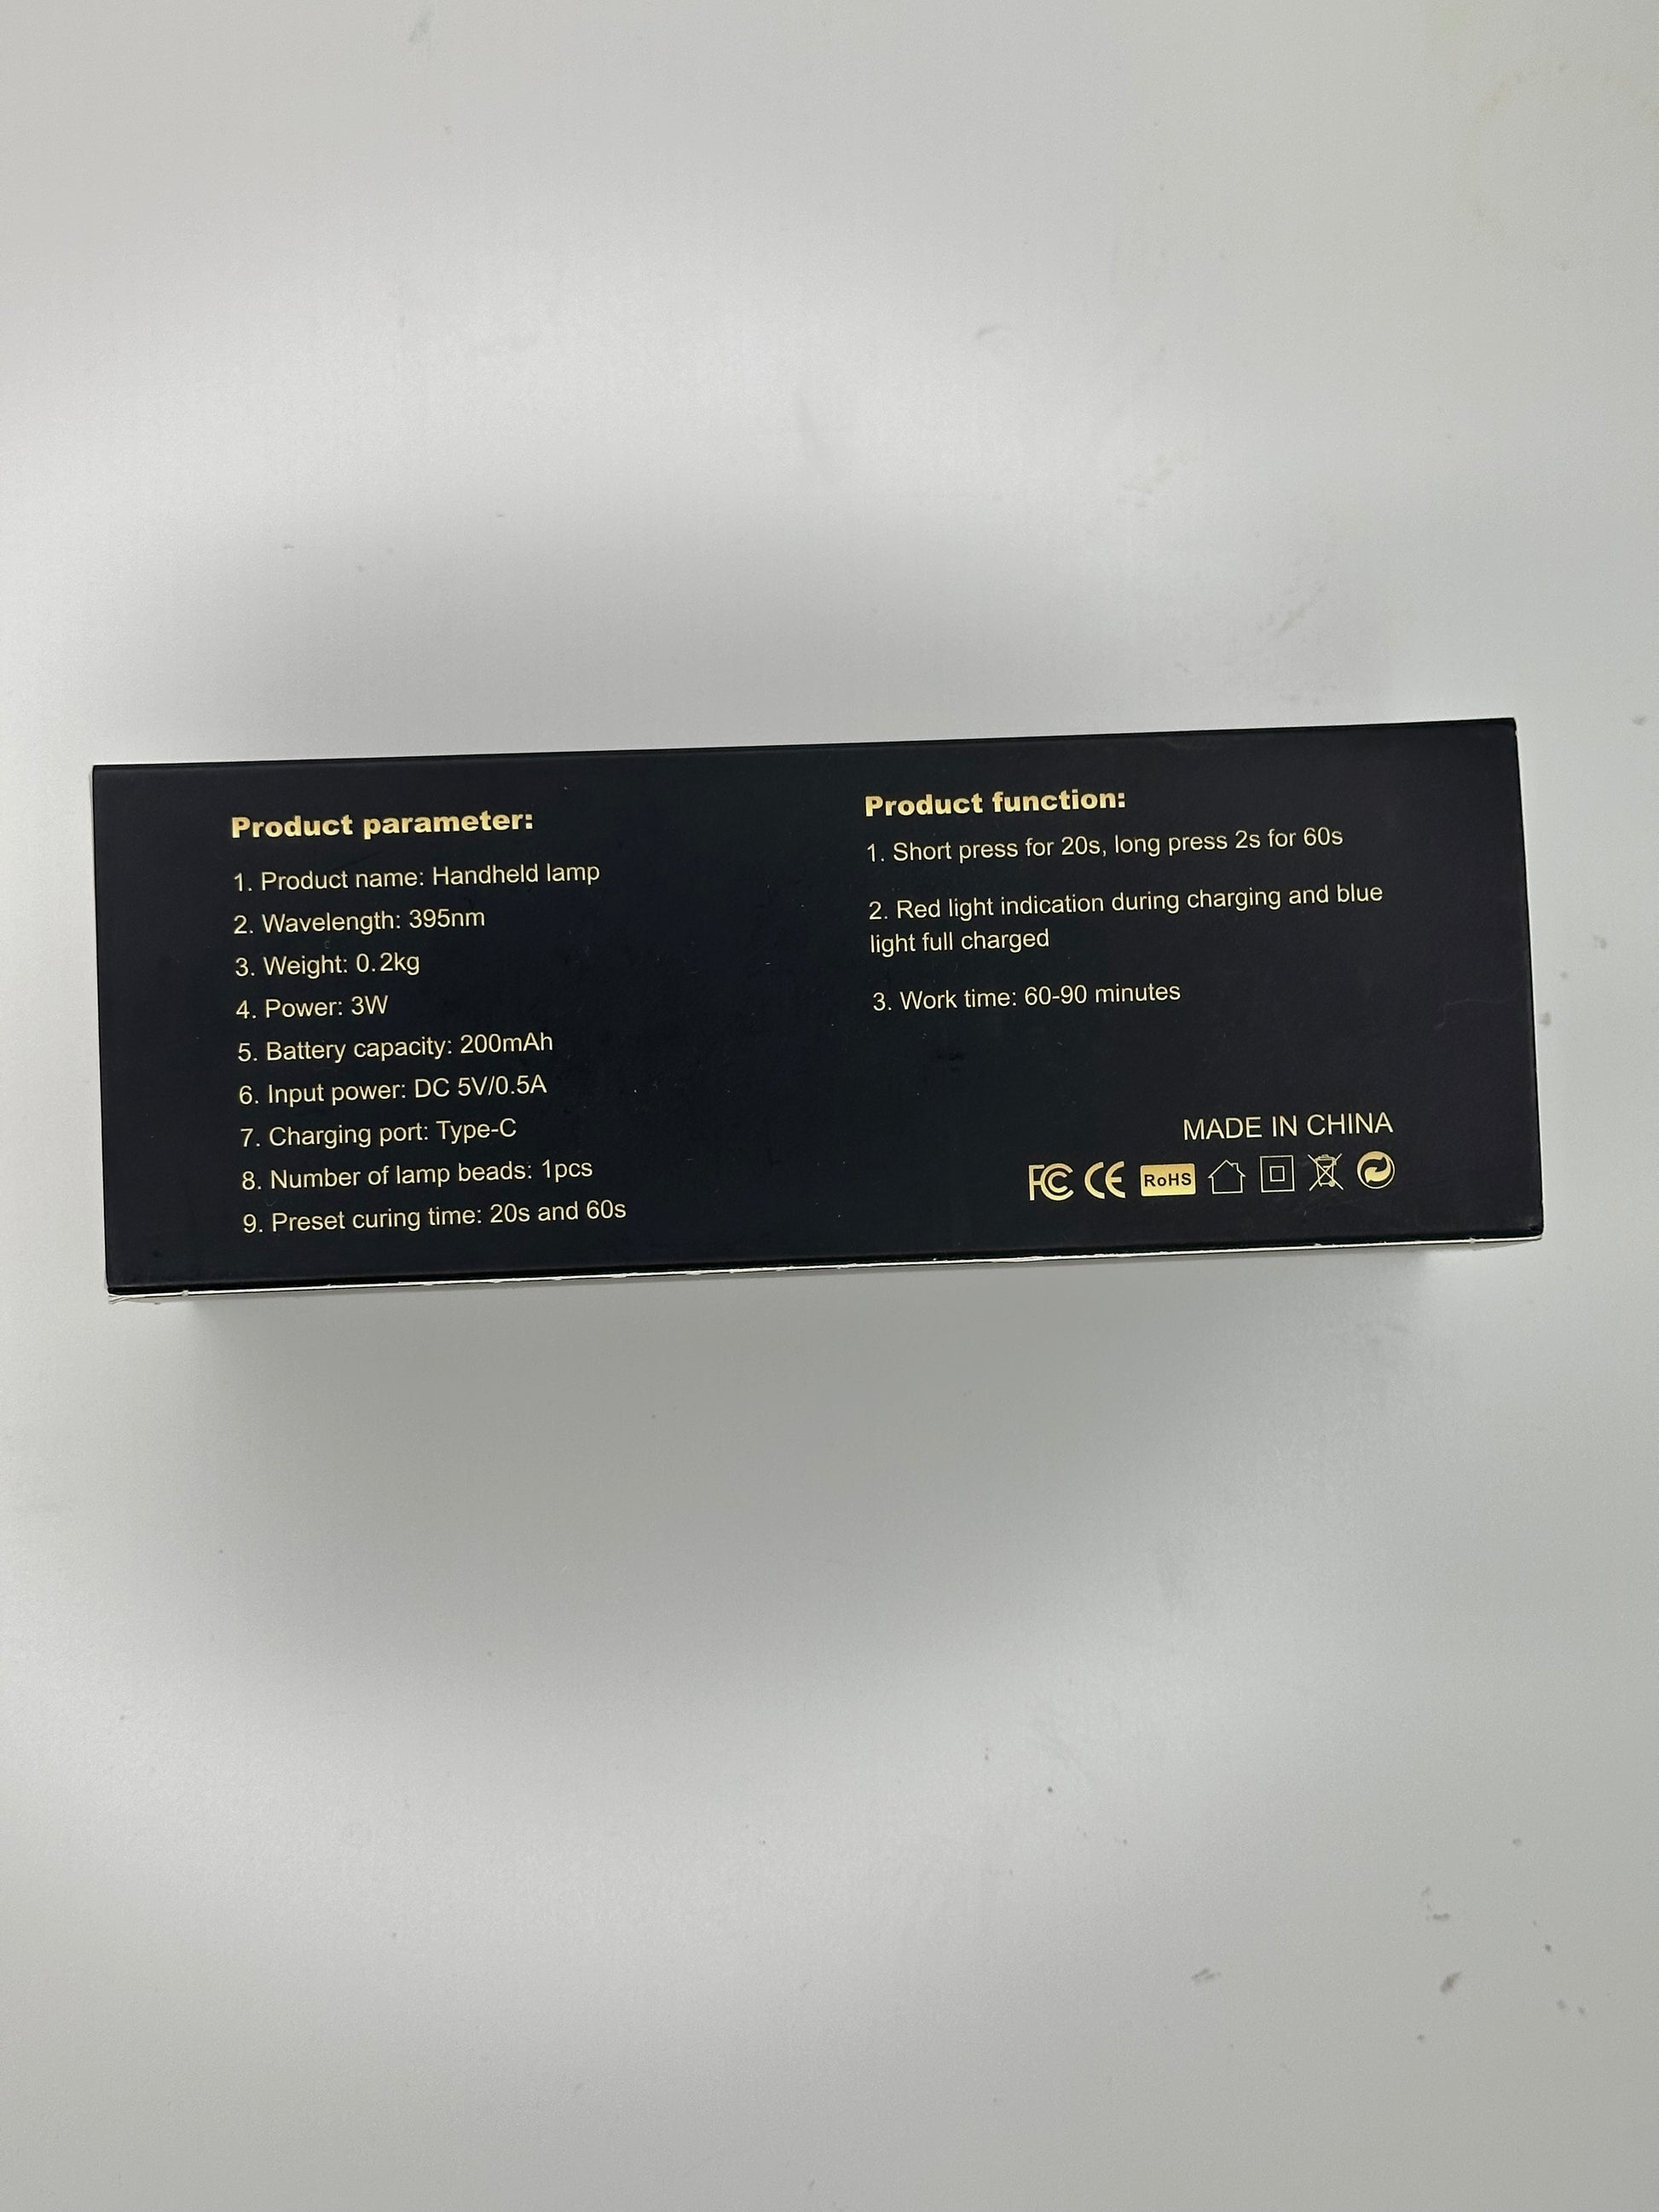 Product parameter:
1. Product name: Handheld lamp
2. Wavelength: 395nm
3. Weight: 0.2kg
4. Power: 3W
5. Battery capacity: 200mAh
6. Input power: DC 5V/0.5A
7. Charging port: Type-C
8. Number of lamp beads: 1pcs
9. Preset curing time: 20s and 60s
Product function:
1. Short press for 20s, long press 2s for 60s
2. Red light indication during charging and blue
light full charged
3. Work time: 60-90 minutes
MADE IN CHINA
FC CE RoHS